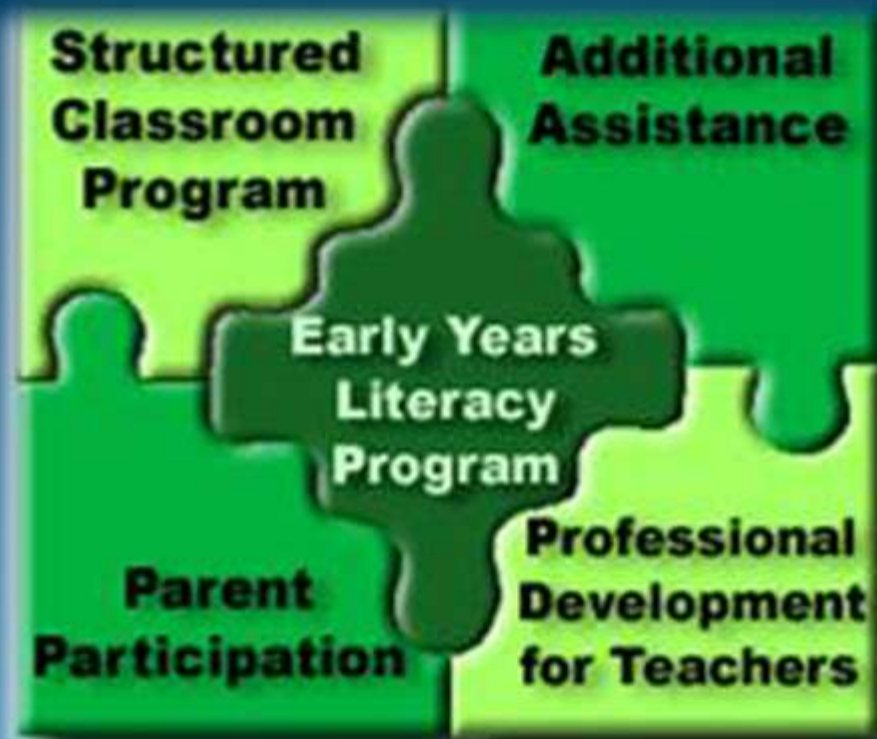 Structured
Classroom
Program
Additional
Assistance
Early Years
Literacy
Program
Parent
Participation
Professional
Development
for Teachers